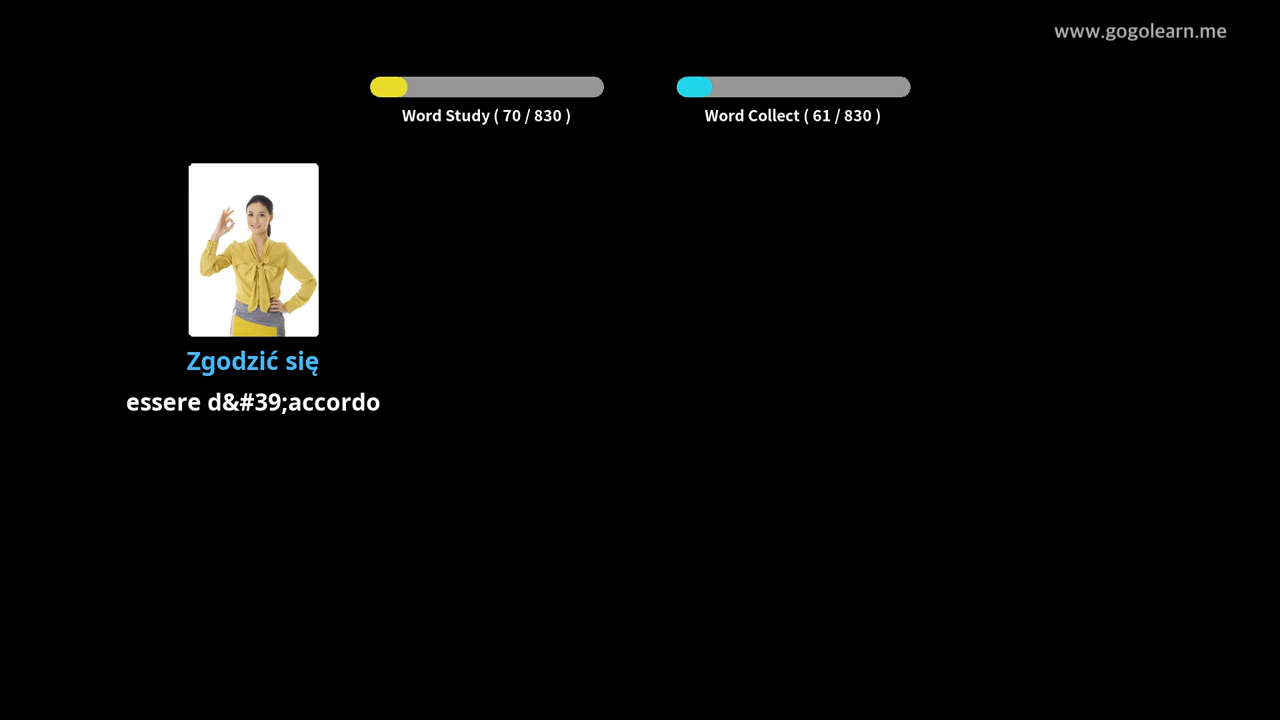 www.gogolearn.me
Word Study ( 70 / 830 )
Word Collect ( 61 / 830 )
Zgodzić się
essere d&#39;accordo